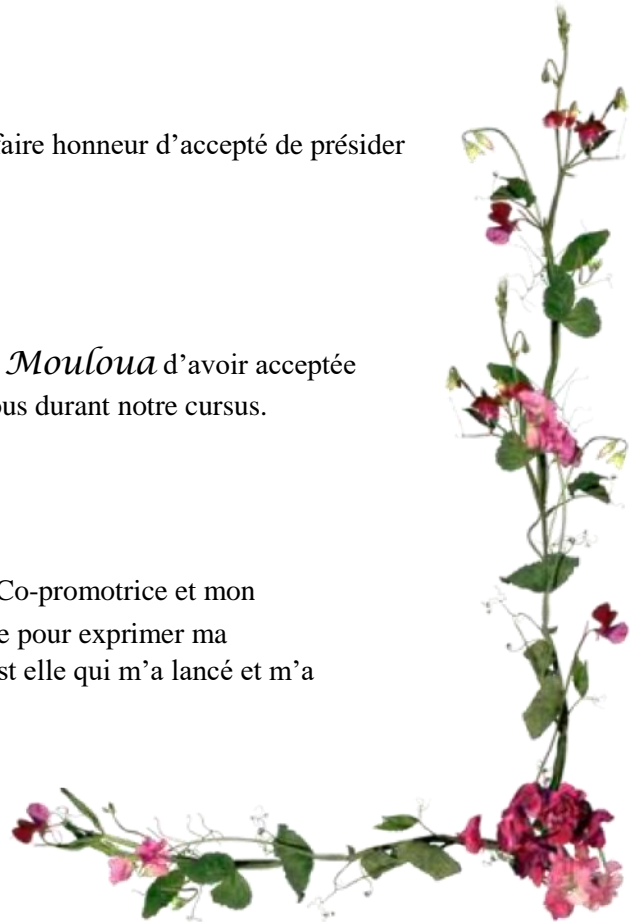 faire honneur d’accepté de présider
Mouloua d’avoir acceptée
ous durant notre cursus.
Co-promotrice et mon
e pour exprimer ma
st elle qui m’a lancé et m’a